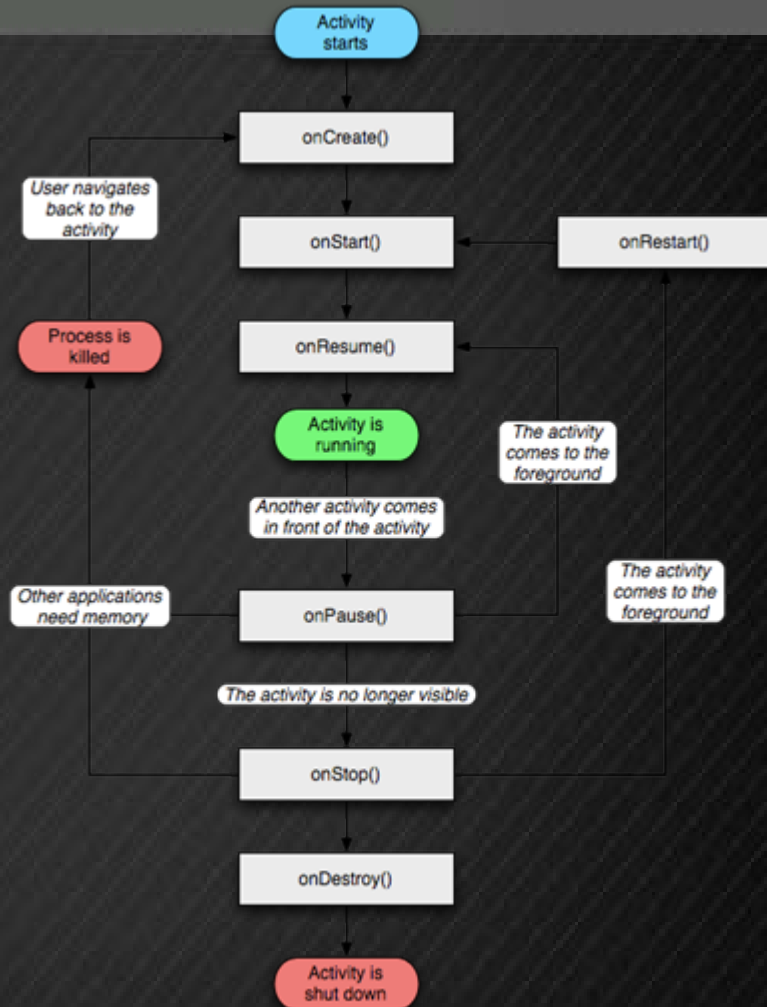 Activity
starts
onCreate()
User navigates
back to the
activity
onStart()
onRestart()
Process is
killed
onResume()
Activity is
running
The activity
comes to the
foreground
Another activity comes
in front of the activity
The activity
comes to the
foreground
Other applications
need memory
onPause()
The activity is no longer visible
onStop()
onDestroy()
Activity is
shut down